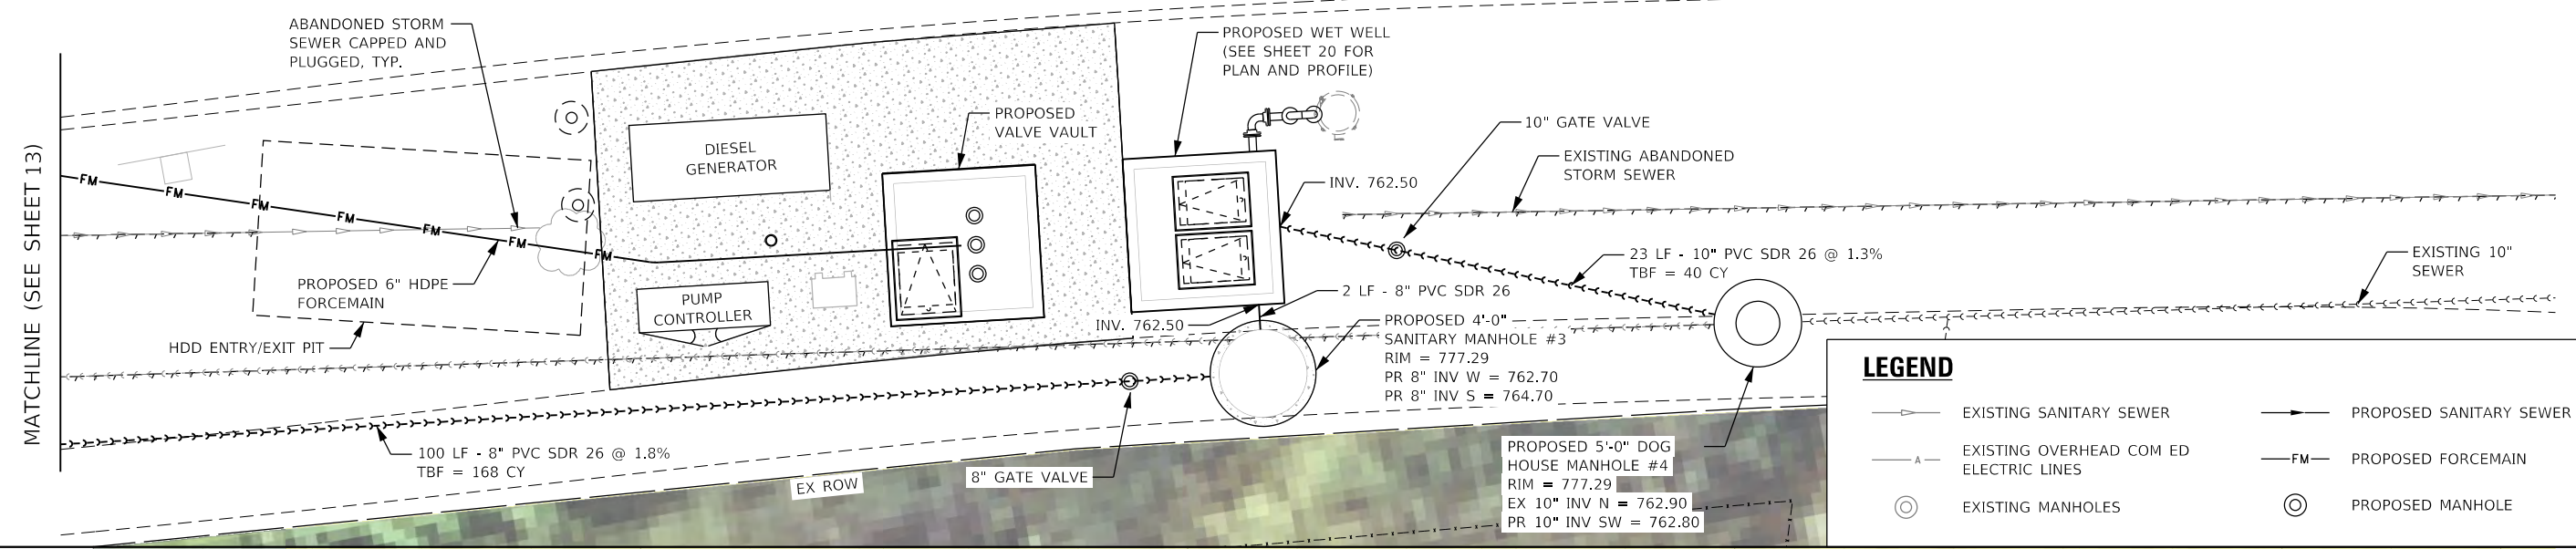 MATCHLINE (SEE SHEET 13)
ABANDONED STORM
SEWER CAPPED AND
PLUGGED, TYP.
FM
FM
FM
FM
FM
FM
FM
PROPOSED 6" HDPE
FORCEMAIN
HDD ENTRY/EXIT PIT
100 LF - 8" PVC SDR 26 @ 1.8%
TBF = 168 CY
DIESEL
GENERATOR
PUMP
CONTROLLER
PROPOSED
VALVE VAULT
PROPOSED WET WELL
(SEE SHEET 20 FOR
PLAN AND PROFILE)
INV. 762.50
10" GATE VALVE
EXISTING ABANDONED
STORM SEWER
23 LF - 10" PVC SDR 26 @ 1.3%
TBF = 40 CY
EXISTING 10"
SEWER
2 LF - 8" PVC SDR 26
INV. 762.50
PROPOSED 4'-0"
SANITARY MANHOLE #3
RIM = 777.29
PR 8" INV W = 762.70
PR 8" INV S = 764.70
8" GATE VALVE
EX ROW
PROPOSED 5'-0" DOG
HOUSE MANHOLE #4
RIM = 777.29
EX 10" INV N = 762.90
PR 10" INV SW = 762.80
LEGEND
EXISTING SANITARY SEWER
A
EXISTING OVERHEAD COM ED
ELECTRIC LINES
EXISTING MANHOLES
PROPOSED SANITARY SEWER
FM
PROPOSED FORCEMAIN
PROPOSED MANHOLE